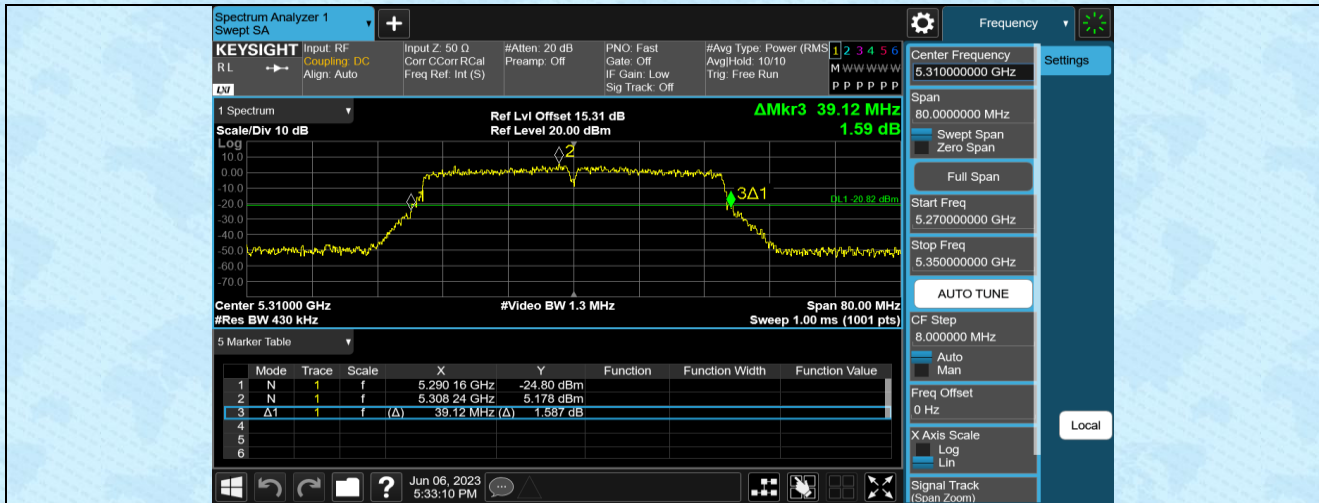 Spectrum Analyzer 1
Swept SA
+
Frequency
KEYSIGHT
RL
LXI
Input: RF
Coupling: DC
Align: Auto
Input Z: 50 Ω
Corr CCorr RCal
Freq Ref: Int (S)
#Atten: 20 dB
Preamp: Off
PNO: Fast
Gate: Off
IF Gain: Low
Sig Track: Off
#Avg Type: Power (RMS
Avg|Hold: 10/10
Trig: Free Run
1 2 3 4 5 6
M W W W W W
P P P P P P
1 Spectrum
Scale/Div 10 dB
Ref Lvl Offset 15.31 dB
Ref Level 20.00 dBm
ΔMkr3 39.12 MHz
1.59 dB
Log
10.0
0.00
-10.0
-20.0
-30.0
-40.0
-50.0
-60.0
-70.0
1
2
3Δ1
DL1 -20.82 dBm
Center 5.31000 GHz
#Res BW 430 kHz
#Video BW 1.3 MHz
Span 80.00 MHz
Sweep 1.00 ms (1001 pts)
5 Marker Table
Mode Trace Scale X Y Function Function Width Function Value
1 N 1 f 5.290 16 GHz -24.80 dBm
2 N 1 f 5.308 24 GHz 5.178 dBm
3 Δ1 1 f (Δ) 39.12 MHz (Δ) 1.587 dB
4
5
6
?
Jun 06, 2023
5:33:10 PM
Center Frequency
5.310000000 GHz
Span
80.0000000 MHz
Swept Span
Zero Span
Full Span
Start Freq
5.270000000 GHz
Stop Freq
5.350000000 GHz
AUTO TUNE
CF Step
8.000000 MHz
Auto
Man
Freq Offset
0 Hz
X Axis Scale
Log
Lin
Signal Track
(Span Zoom)
Settings
Local